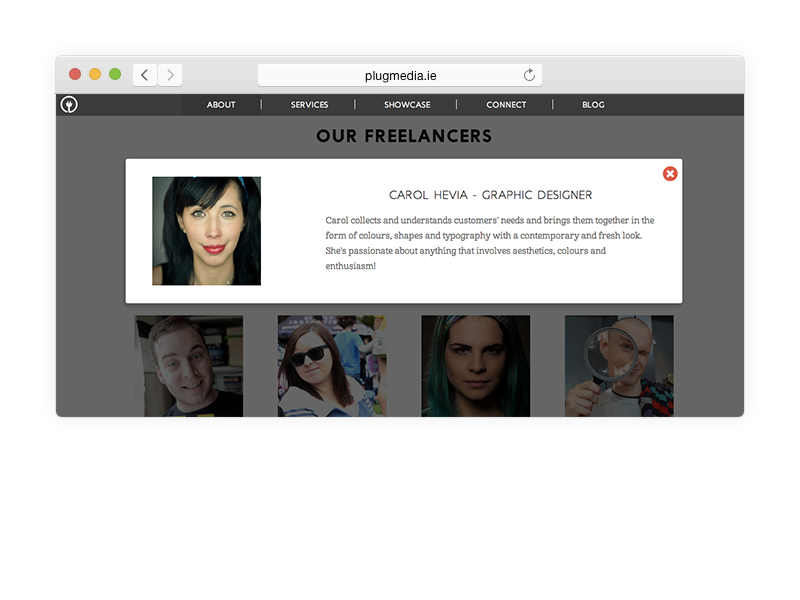 plugmedia.ie
ABOUT | SERVICES | SHOWCASE | CONNECT | BLOG
OUR FREELANCERS
CAROL HEVIA - GRAPHIC DESIGNER
Carol collects and understands customers' needs and brings them together in the
form of colours, shapes and typography with a contemporary and fresh look.
She's passionate about anything that involves aesthetics, colours and
enthusiasm!